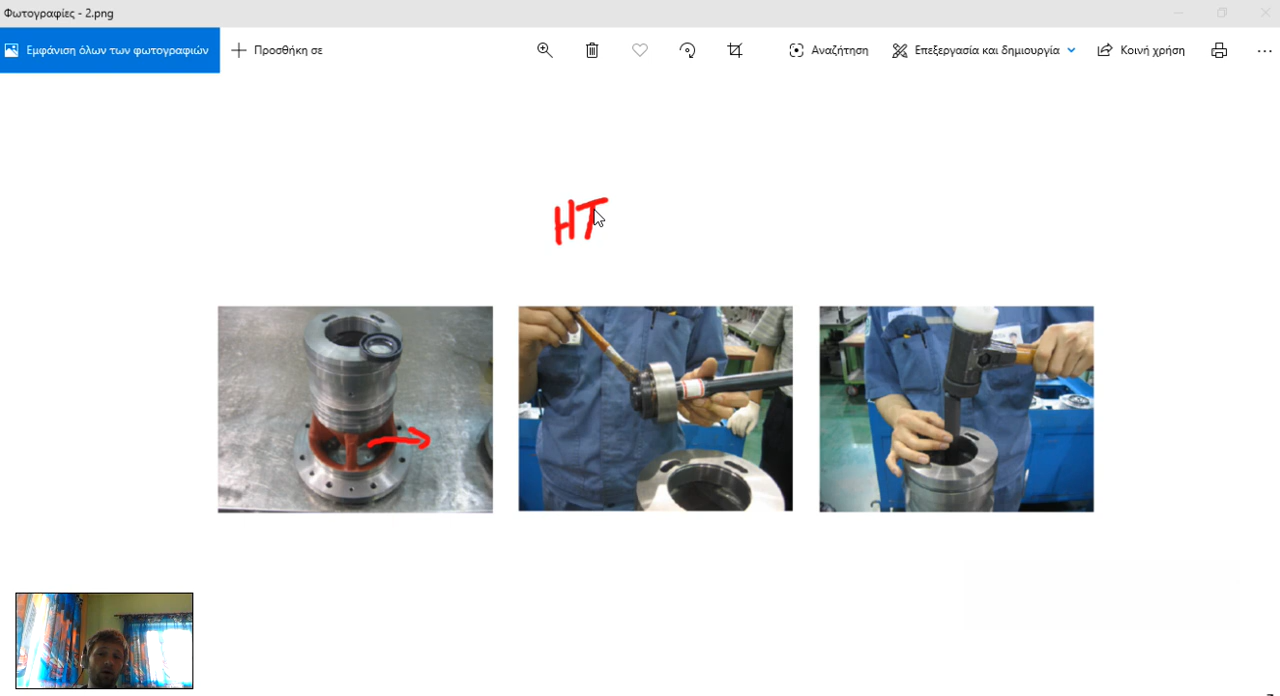 Φωτογραφίες - 2.png
Εμφάνιση όλων των φωτογραφιών
Προσθήκη σε
Αναζήτηση
Επεξεργασία και δημιουργία
Κοινή χρήση
HT